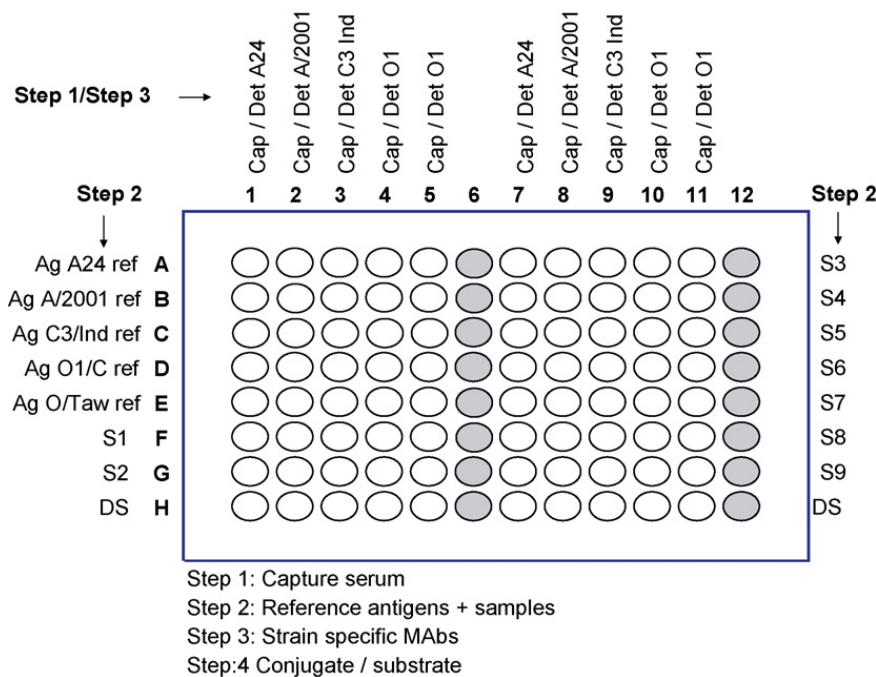 Cap / Det A24
Cap / Det A/2001
Cap / Det C3 Ind
Cap / Det O1
Cap / Det O1
Cap / Det A24
Cap / Det A/2001
Cap / Det C3 Ind
Cap / Det O1
Cap / Det O1
Step 1/Step 3
Step 2 1 2 3 4 5 6 7 8 9 10 11 12 Step 2
Ag A24 ref A S3
Ag A/2001 ref B S4
Ag C3/Ind ref C S5
Ag O1/C ref D S6
Ag O/Taw ref E S7
S1 F S8
S2 G S9
DS H DS
Step 1: Capture serum
Step 2: Reference antigens + samples
Step 3: Strain specific MAbs
Step:4 Conjugate / substrate